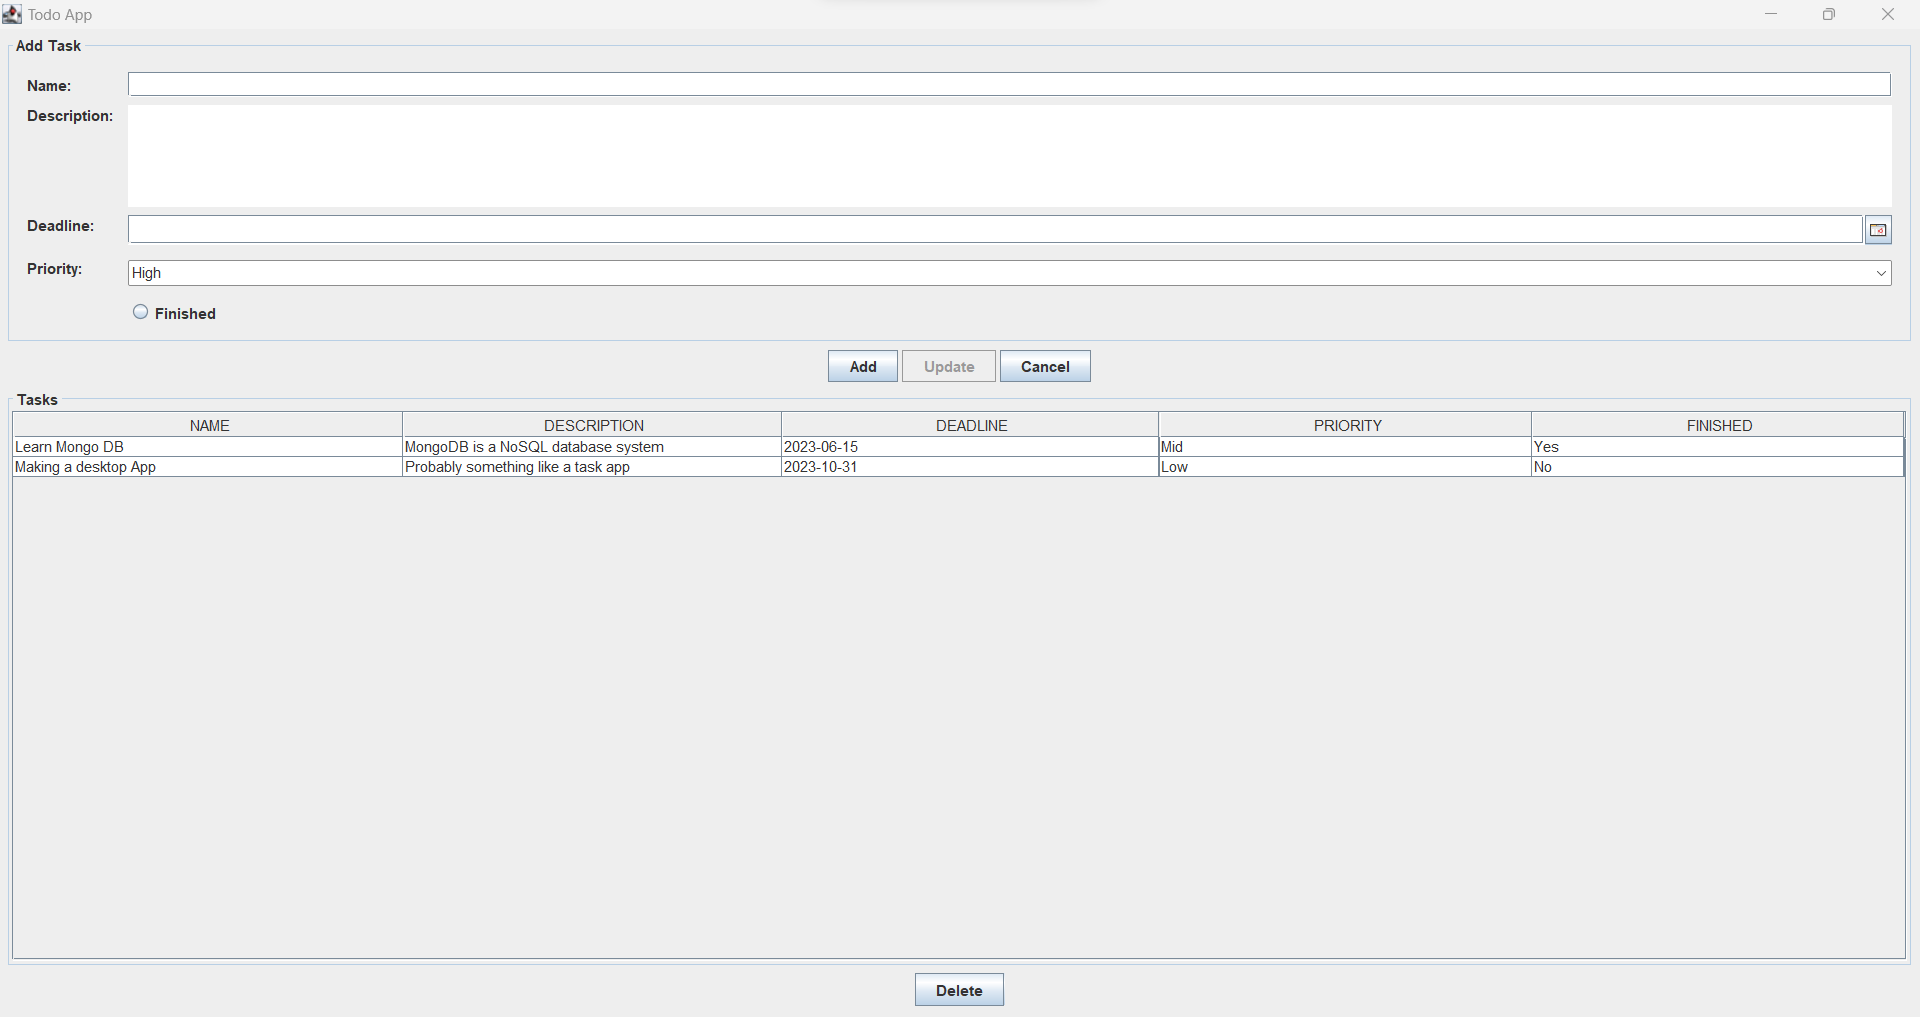 Todo App
Add Task
Name:
Description:
Deadline:
Priority: High
Finished
Add Update Cancel
Tasks
NAME DESCRIPTION DEADLINE PRIORITY FINISHED
Learn Mongo DB MongoDB is a NoSQL database system 2023-06-15 Mid Yes
Making a desktop App Probably something like a task app 2023-10-31 Low No
Delete